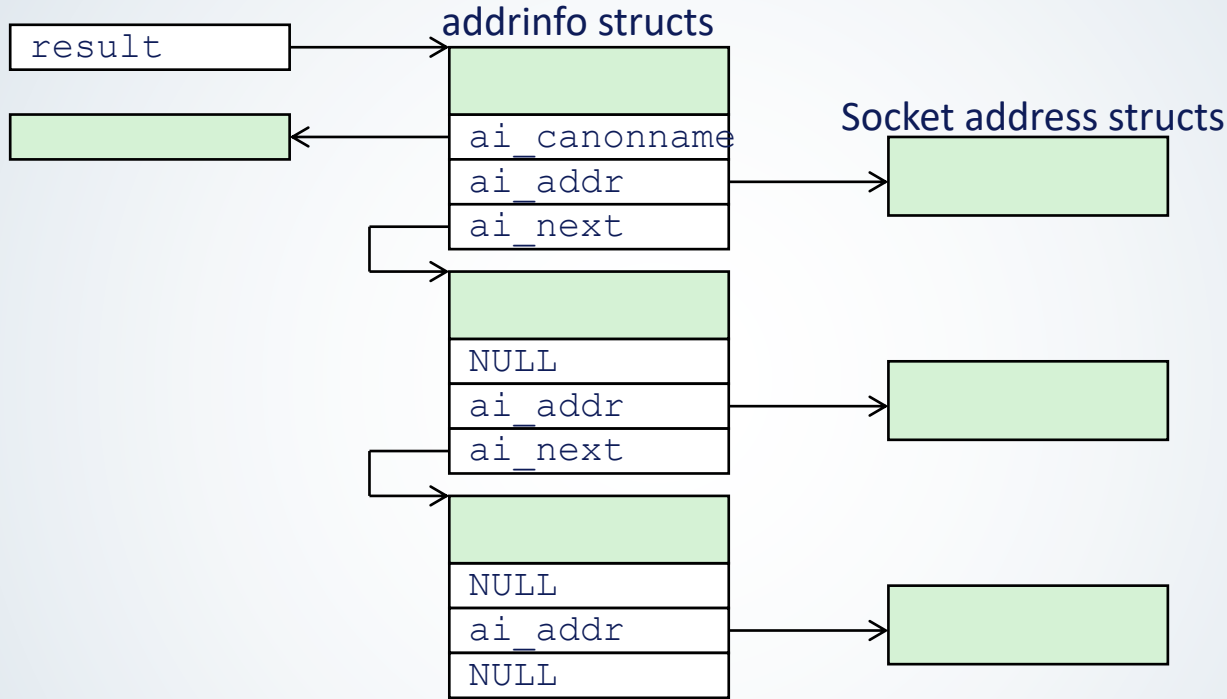 addrinfo structs
result
Socket address structs
ai_canonname
ai_addr
ai_next
NULL
ai_addr
ai_next
NULL
ai_addr
NULL